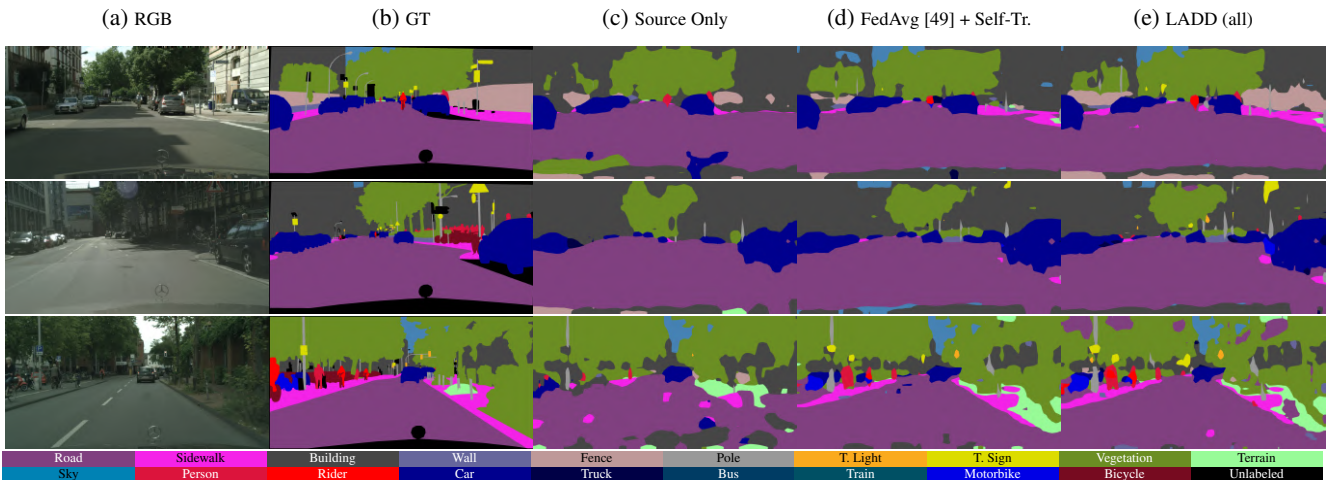 (a) RGB (b) GT (c) Source Only (d) FedAvg [49] + Self-Tr. (e) LADD (all)
Road Sidewalk Building Wall Fence Pole T. Light T. Sign Vegetation Terrain
Sky Person Rider Car Truck Bus Train Motorbike Bicycle Unlabeled